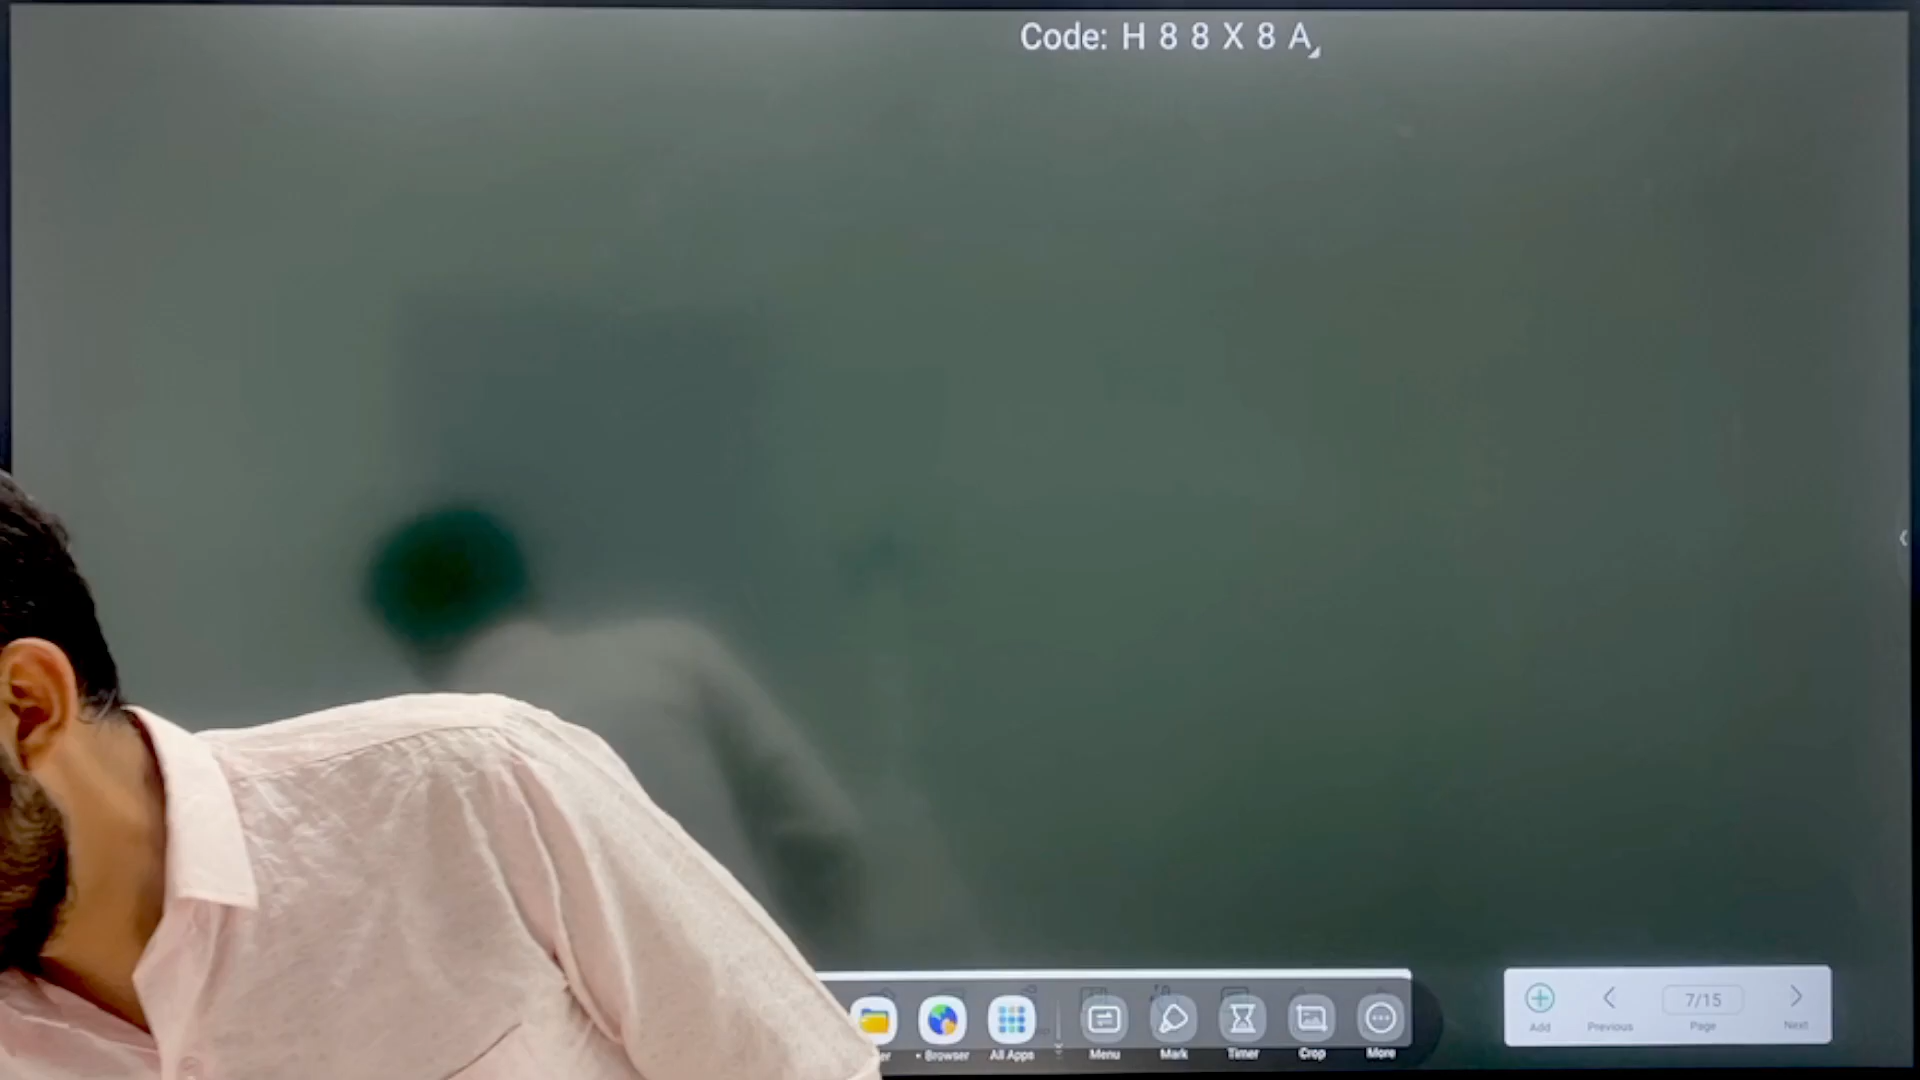 Code: H 8 8 X 8 A
Browser
All Apps
Menu
Mark
Timer
Crop
More
Add
Previous
7/15
Page
Next